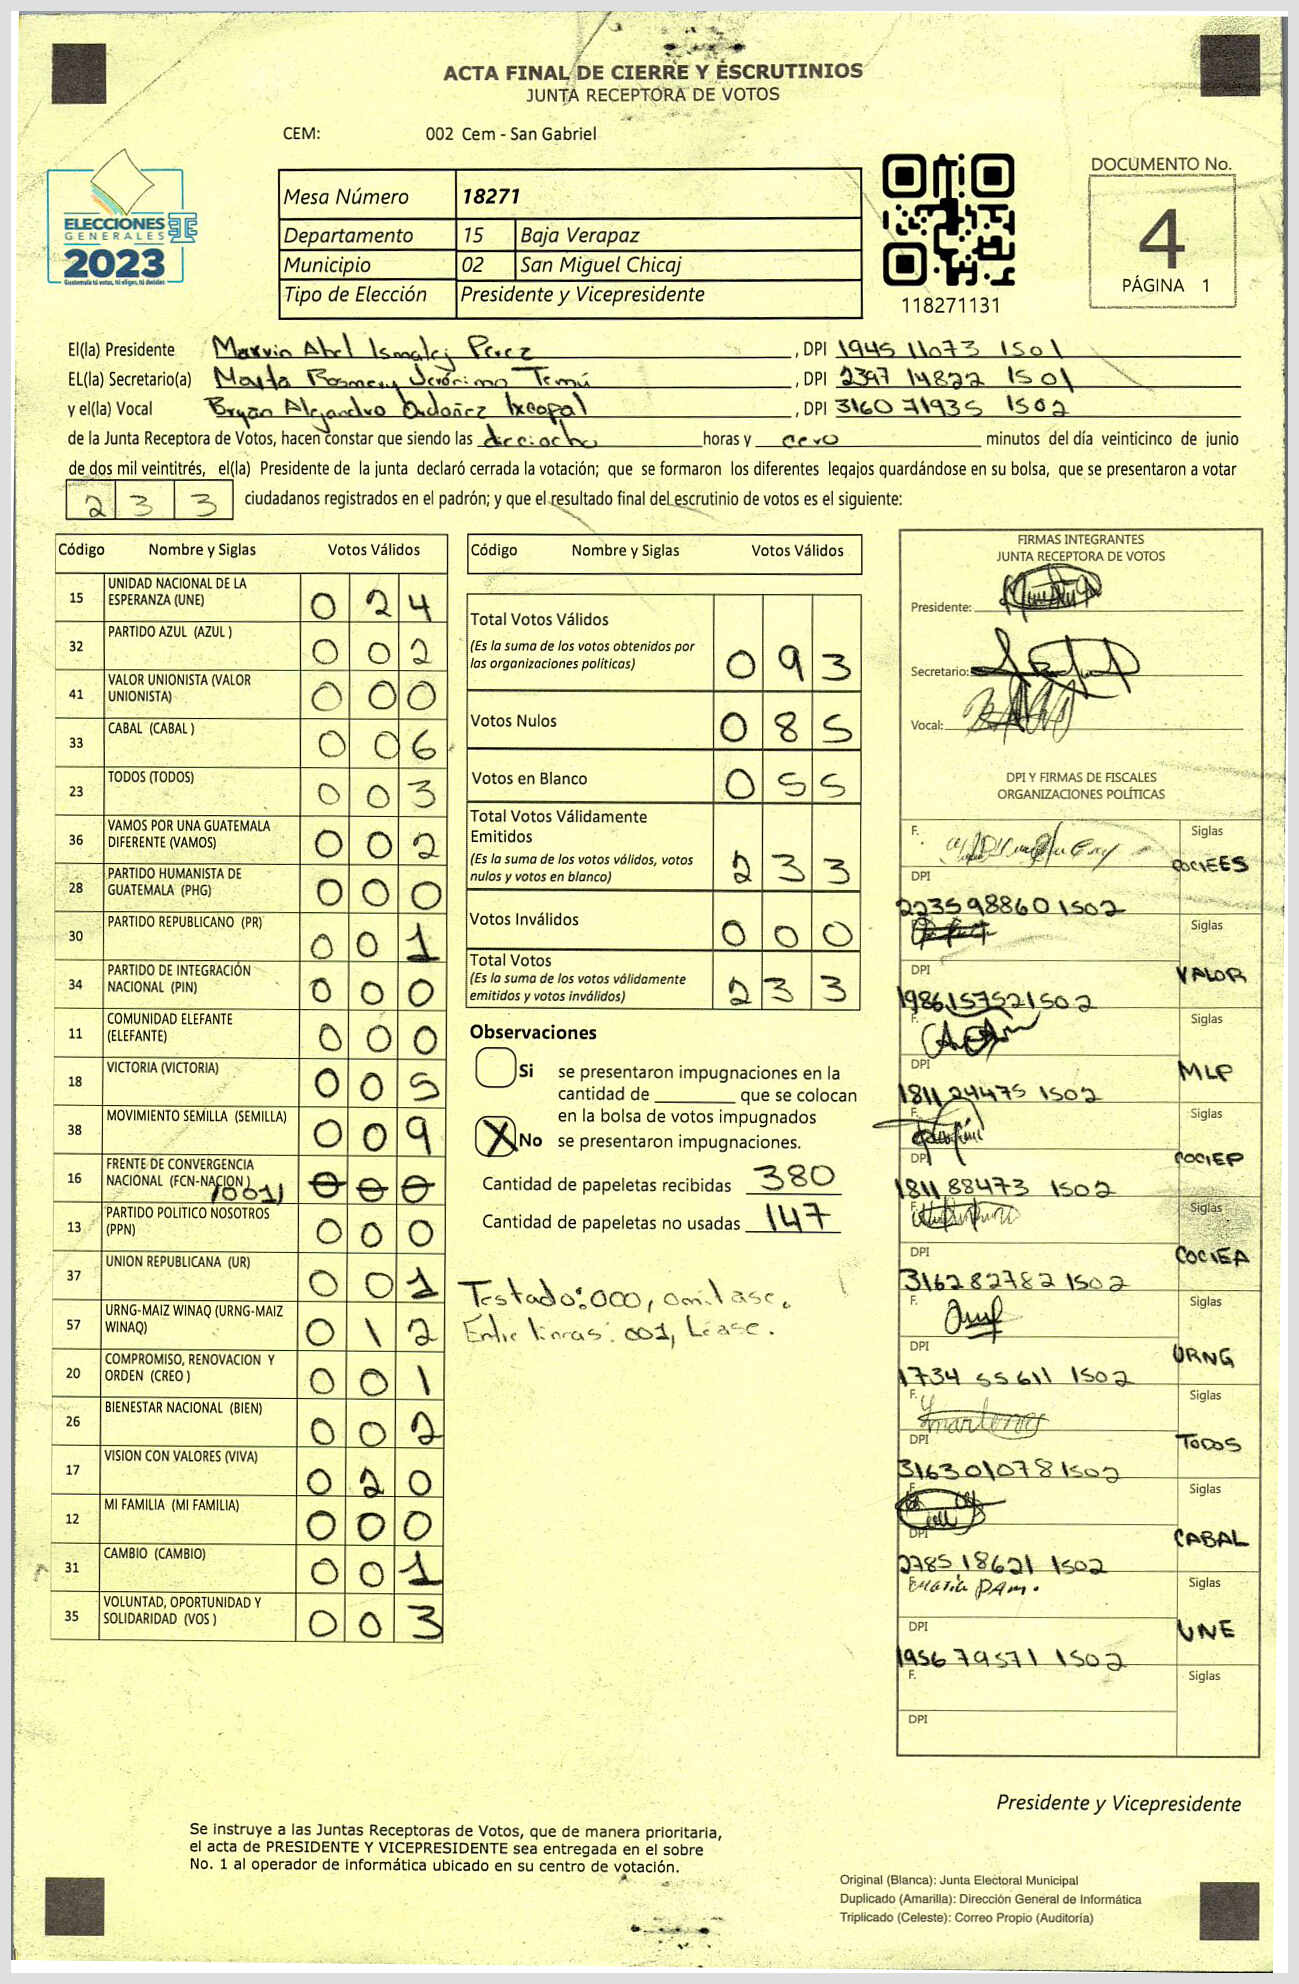 ACTA FINAL DE CIERRE Y ESCRUTINIOS
JUNTA RECEPTORA DE VOTOS
CEM: 002 Cem - San Gabriel
ELECCIONES
GENERALES
2023
Guatemala tú votas, tú eliges, tú decides
Mesa Número 18271
Departamento 15 Baja Verapaz
Municipio 02 San Miguel Chicaj
Tipo de Elección Presidente y Vicepresidente
118271131
DOCUMENTO No.
4
PÁGINA 1
El(la) Presidente Marvin Abel Ismalej Perez, DPI 1945 11073 1501
EL(la) Secretario(a) Marta Rosmery Jerónimo Temú, DPI 2397 14822 1501
y el(la) Vocal Bryan Alejandro Ordoñez Ixcopal, DPI 3160 71935 1502
de la Junta Receptora de Votos, hacen constar que siendo las dieciocho horas y cero minutos del día veinticinco de junio
de dos mil veintitrés, el(la) Presidente de la junta declaró cerrada la votación; que se formaron los diferentes legajos quardándose en su bolsa, que se presentaron a votar
233 ciudadanos registrados en el padrón; y que el resultado final del escrutinio de votos es el siguiente:
Código Nombre y Siglas Votos Válidos
15 UNIDAD NACIONAL DE LA ESPERANZA (UNE) 0 2 4
32 PARTIDO AZUL (AZUL ) 0 0 2
41 VALOR UNIONISTA (VALOR UNIONISTA) 0 0 0
33 CABAL (CABAL ) 0 0 6
23 TODOS (TODOS) 0 0 3
36 VAMOS POR UNA GUATEMALA DIFERENTE (VAMOS) 0 0 2
28 PARTIDO HUMANISTA DE GUATEMALA (PHG) 0 0 0
30 PARTIDO REPUBLICANO (PR) 0 0 1
34 PARTIDO DE INTEGRACIÓN NACIONAL (PIN) 0 0 0
11 COMUNIDAD ELEFANTE (ELEFANTE) 0 0 0
18 VICTORIA (VICTORIA) 0 0 5
38 MOVIMIENTO SEMILLA (SEMILLA) 0 0 9
16 FRENTE DE CONVERGENCIA NACIONAL (FCN-NACION ) /001/ 0 0 0
13 PARTIDO POLITICO NOSOTROS (PPN) 0 0 0
37 UNION REPUBLICANA (UR) 0 0 1
57 URNG-MAIZ WINAQ (URNG-MAIZ WINAQ) 0 1 2
20 COMPROMISO, RENOVACION Y ORDEN (CREO ) 0 0 1
26 BIENESTAR NACIONAL (BIEN) 0 0 2
17 VISION CON VALORES (VIVA) 0 2 0
12 MI FAMILIA (MI FAMILIA) 0 0 0
31 CAMBIO (CAMBIO) 0 0 1
35 VOLUNTAD, OPORTUNIDAD Y SOLIDARIDAD (VOS ) 0 0 3
Código Nombre y Siglas Votos Válidos
Total Votos Válidos
(Es la suma de los votos obtenidos por
las organizaciones políticas) 0 9 3
Votos Nulos 0 8 5
Votos en Blanco 0 5 5
Total Votos Válidamente
Emitidos
(Es la suma de los votos válidos, votos
nulos y votos en blanco) 2 3 3
Votos Inválidos 0 0 0
Total Votos
(Es la suma de los votos válidamente
emitidos y votos inválidos) 2 3 3
Observaciones
Si se presentaron impugnaciones en la
cantidad de ________ que se colocan
en la bolsa de votos impugnados
X No se presentaron impugnaciones.
Cantidad de papeletas recibidas 380
Cantidad de papeletas no usadas 147
Testado: 000, omitase.
Entre lineas: 001, Léase.
FIRMAS INTEGRANTES
JUNTA RECEPTORA DE VOTOS
Presidente:
Secretario:
Vocal:
DPI Y FIRMAS DE FISCALES
ORGANIZACIONES POLÍTICAS
F. Siglas
COCIEES
DPI
2235 98860 1502
Siglas
VALOR
DPI
1986 15752 1502
F. Siglas
MLP
DPI
1811 24475 1502
F. Siglas
COCIEP
DPI
1811 88473 1502
F. Siglas
COCIEA
DPI
3162 82782 1502
F. Siglas
URNG
DPI
1734 55611 1502
F. Siglas
TODOS
DPI
3163 01078 1502
F. Siglas
CABAL
DPI
2785 18621 1502
F. Siglas
UNE
DPI
1956 79571 1502
F. Siglas
DPI
Presidente y Vicepresidente
Se instruye a las Juntas Receptoras de Votos, que de manera prioritaria,
el acta de PRESIDENTE Y VICEPRESIDENTE sea entregada en el sobre
No. 1 al operador de informática ubicado en su centro de votación.
Original (Blanca): Junta Electoral Municipal
Duplicado (Amarilla): Dirección General de Informática
Triplicado (Celeste): Correo Propio (Auditoría)